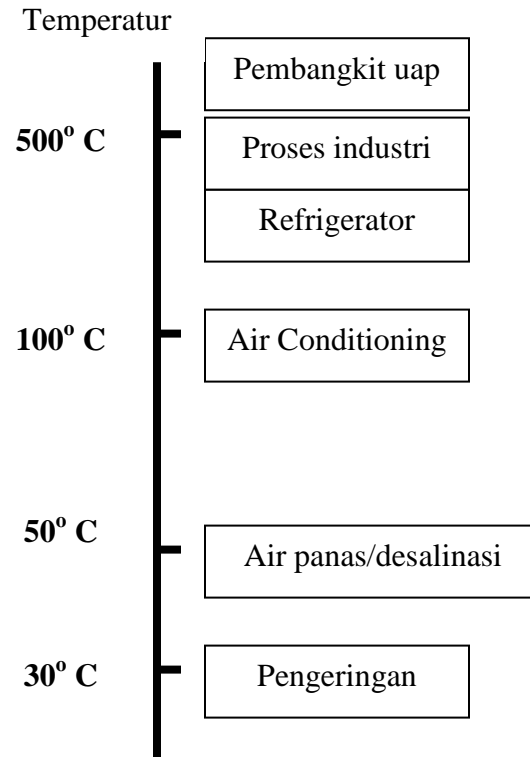 Temperatur
Pembangkit uap
500° C
Proses industri
Refrigerator
100° C
Air Conditioning
50° C
Air panas/desalinasi
30° C
Pengeringan